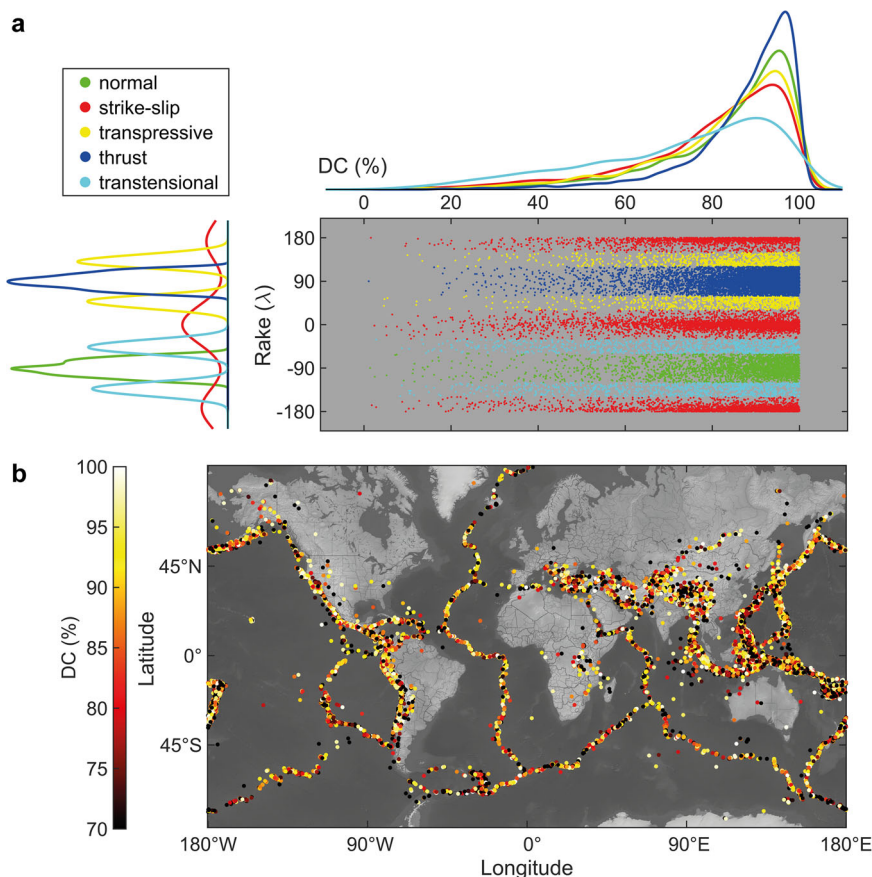 a
normal
strike-slip
transpressive
thrust
transtensional
DC (%)
0 20 40 60 80 100
Rake (λ)
180
90
0
-90
-180
b
DC (%)
100
95
90
85
80
75
70
Latitude
45°N
0°
45°S
180°W 90°W 0° 90°E 180°E
Longitude